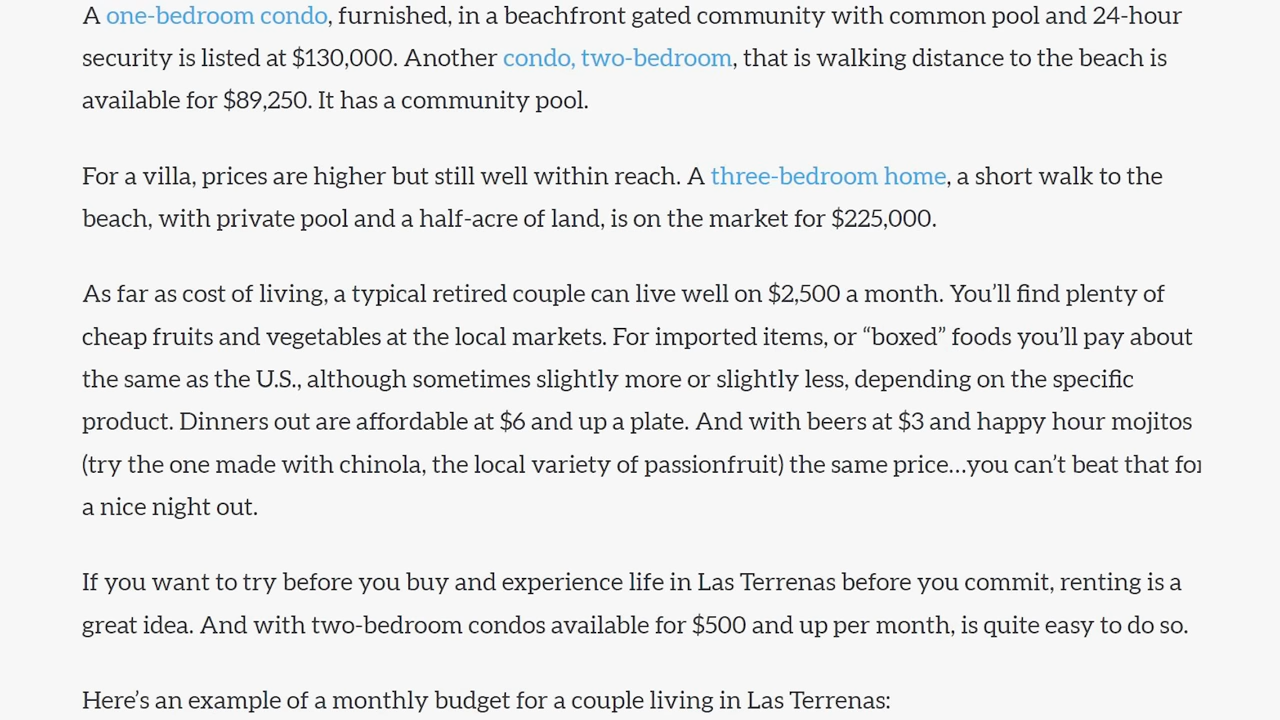 A one-bedroom condo, furnished, in a beachfront gated community with common pool and 24-hour
security is listed at $130,000. Another condo, two-bedroom, that is walking distance to the beach is
available for $89,250. It has a community pool.
For a villa, prices are higher but still well within reach. A three-bedroom home, a short walk to the
beach, with private pool and a half-acre of land, is on the market for $225,000.
As far as cost of living, a typical retired couple can live well on $2,500 a month. You’ll find plenty of
cheap fruits and vegetables at the local markets. For imported items, or “boxed” foods you’ll pay about
the same as the U.S., although sometimes slightly more or slightly less, depending on the specific
product. Dinners out are affordable at $6 and up a plate. And with beers at $3 and happy hour mojitos
(try the one made with chinola, the local variety of passionfruit) the same price…you can’t beat that for
a nice night out.
If you want to try before you buy and experience life in Las Terrenas before you commit, renting is a
great idea. And with two-bedroom condos available for $500 and up per month, is quite easy to do so.
Here’s an example of a monthly budget for a couple living in Las Terrenas: